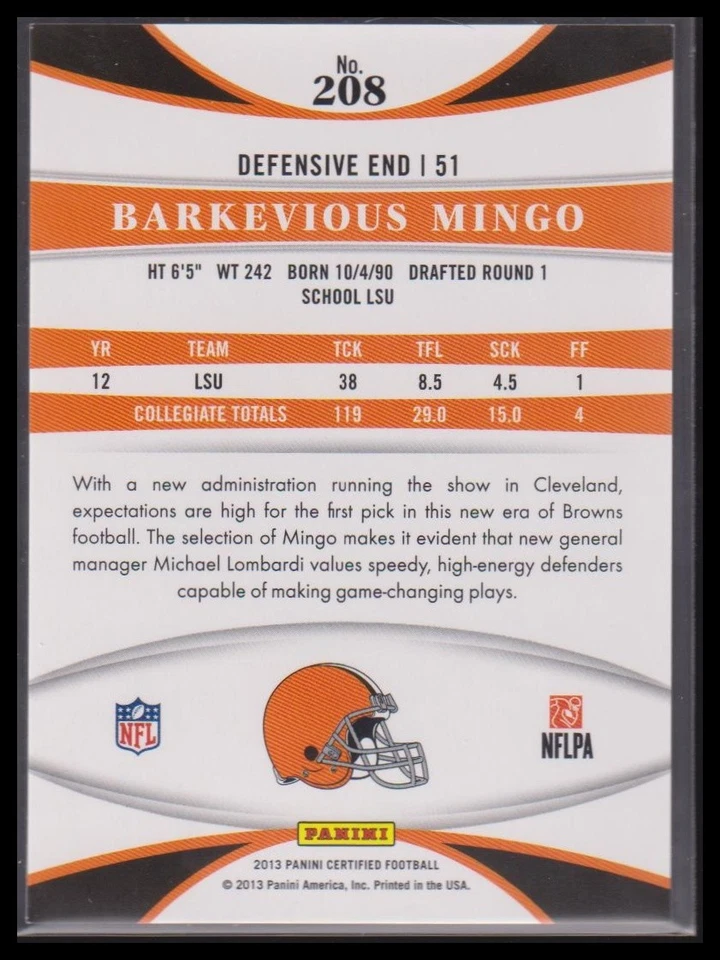 No.
208
DEFENSIVE END | 51
BARKEVIOUS MINGO
HT 6'5" WT 242 BORN 10/4/90 DRAFTED ROUND 1
SCHOOL LSU
YR TEAM TCK TFL SCK FF
12 LSU 38 8.5 4.5 1
COLLEGIATE TOTALS 119 29.0 15.0 4
With a new administration running the show in Cleveland,
expectations are high for the first pick in this new era of Browns
football. The selection of Mingo makes it evident that new general
manager Michael Lombardi values speedy, high-energy defenders
capable of making game-changing plays.
NFL
NFLPA
PANINI
2013 PANINI CERTIFIED FOOTBALL
© 2013 Panini America, Inc. Printed in the USA.